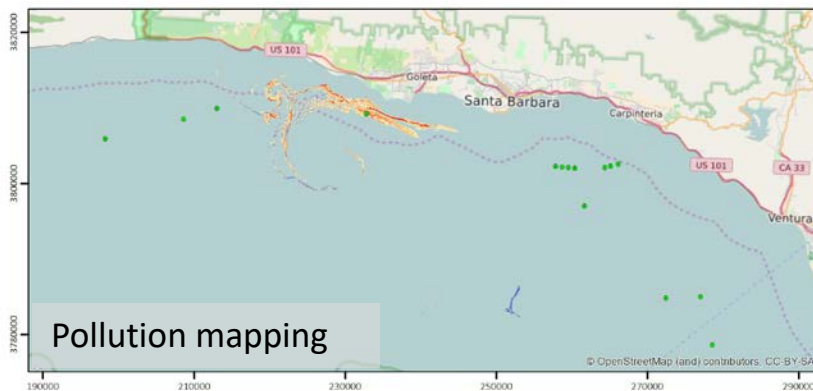 3820000
US 101
Goleta
Santa Barbara
Carpinteria
3800000
US 101
CA 33
Ventura
Pollution mapping
3780000
© OpenStreetMap (and) contributors, CC-BY-SA
190000 210000 230000 250000 270000 290000